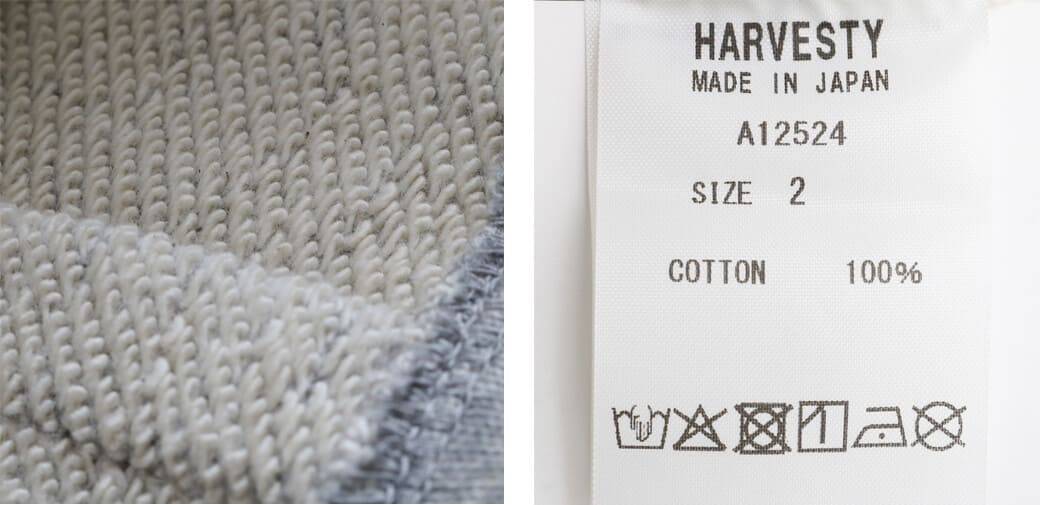 HARVESTY
MADE IN JAPAN
A12524
SIZE 2
COTTON 100%